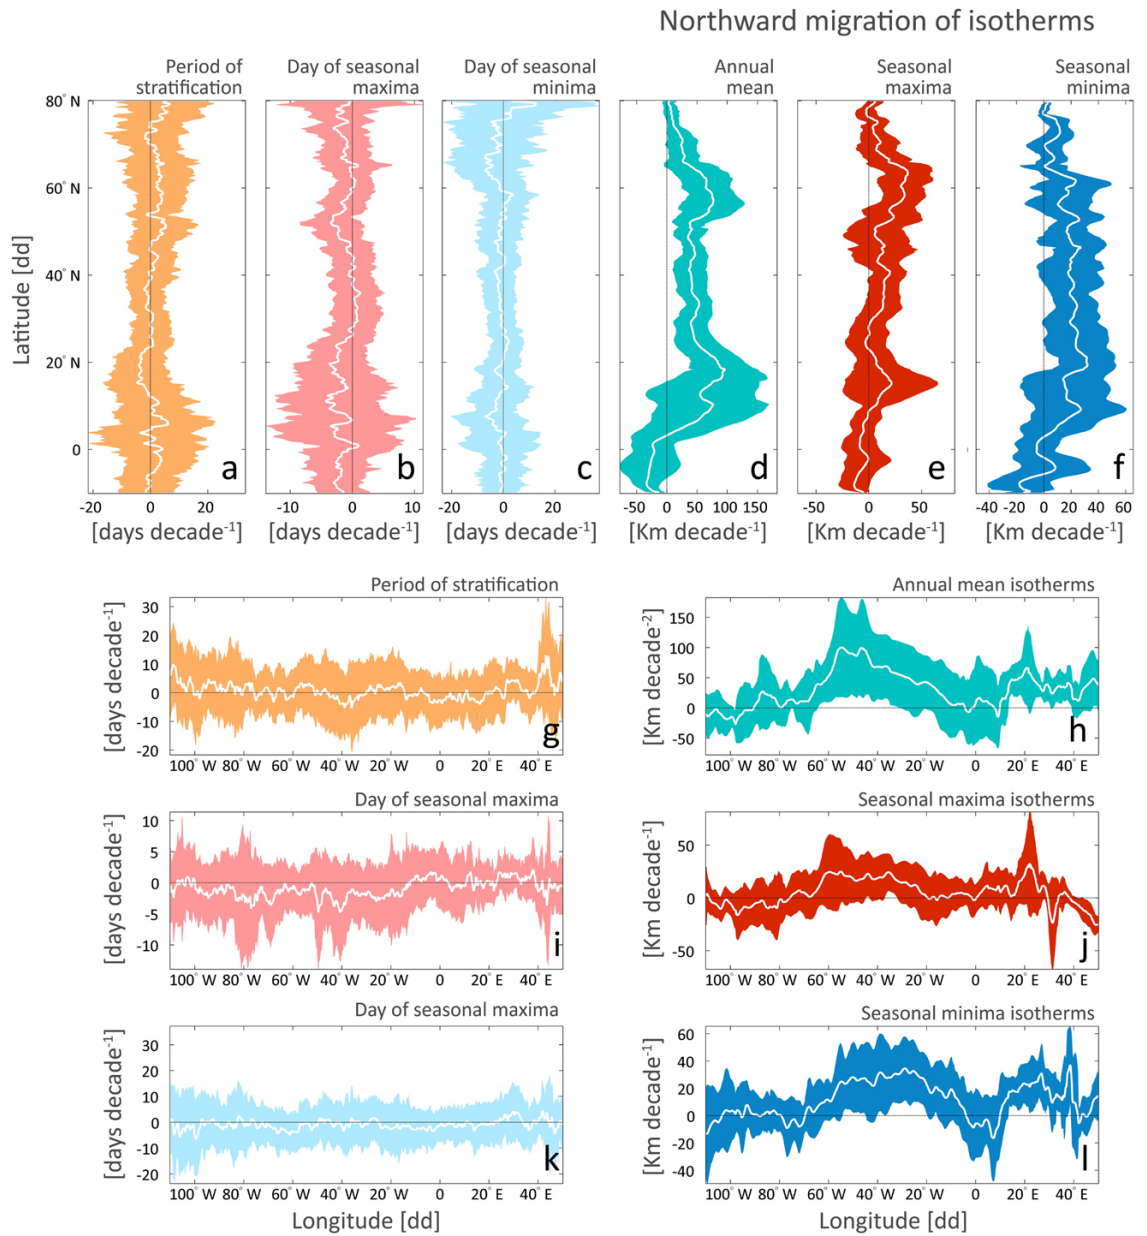 Northward migration of isotherms
Period of
stratification
Day of seasonal
maxima
Day of seasonal
minima
Annual
mean
Seasonal
maxima
Seasonal
minima
80° N
60° N
40° N
20° N
0
Latitude [dd]
a
b
c
d
e
f
-20 0 20
-10 0 10
-20 0 20
-50 0 50 100 150
-50 0 50
-40 -20 0 20 40 60
[days decade-1]
[days decade-1]
[days decade-1]
[Km decade-1]
[Km decade-1]
[Km decade-1]
Period of stratification
30
20
10
0
-10
-20
[days decade-1]
g
100° W 80° W 60° W 40° W 20° W 0 20° E 40° E
Annual mean isotherms
150
100
50
0
-50
[Km decade-2]
h
100° W 80° W 60° W 40° W 20° W 0 20° E 40° E
Day of seasonal maxima
10
5
0
-5
-10
[days decade-1]
i
100° W 80° W 60° W 40° W 20° W 0 20° E 40° E
Seasonal maxima isotherms
50
0
-50
[Km decade-1]
j
100° W 80° W 60° W 40° W 20° W 0 20° E 40° E
Day of seasonal maxima
30
20
10
0
-10
-20
[days decade-1]
k
100° W 80° W 60° W 40° W 20° W 0 20° E 40° E
Longitude [dd]
Seasonal minima isotherms
60
40
20
0
-20
-40
[Km decade-1]
l
100° W 80° W 60° W 40° W 20° W 0 20° E 40° E
Longitude [dd]